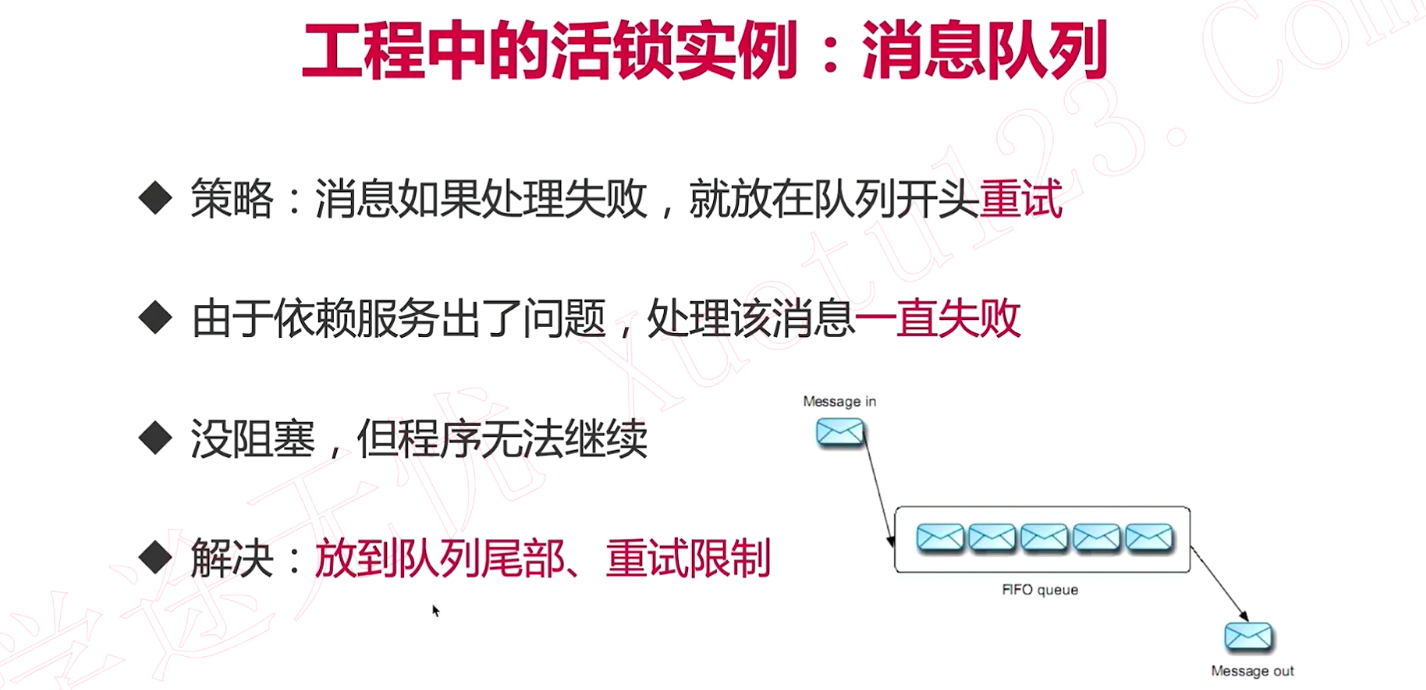 工程中的活锁实例：消息队列
策略：消息如果处理失败，就放在队列开头重试
由于依赖服务出了问题，处理该消息一直失败
没阻塞，但程序无法继续
解决：放到队列尾部、重试限制
Message in
FIFO queue
Message out
学途无忧 Xuetu123. Com